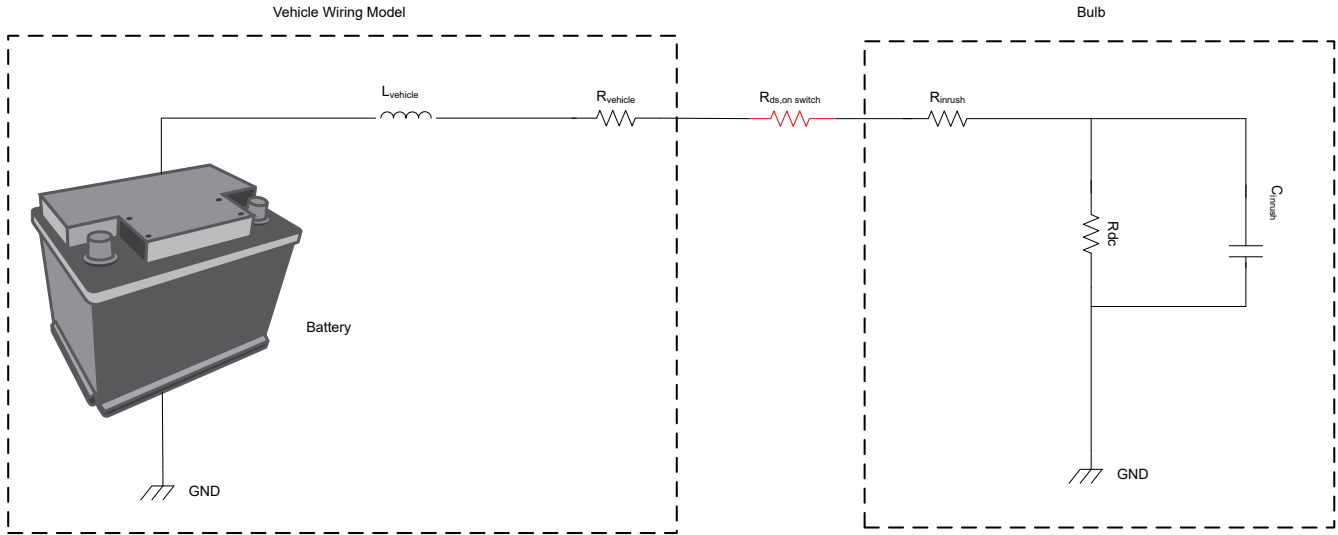 Vehicle Wiring Model
Bulb
Lvehicle
Rvehicle
Rds,on switch
Rinrush
Cinrush
Rdc
Battery
GND
GND